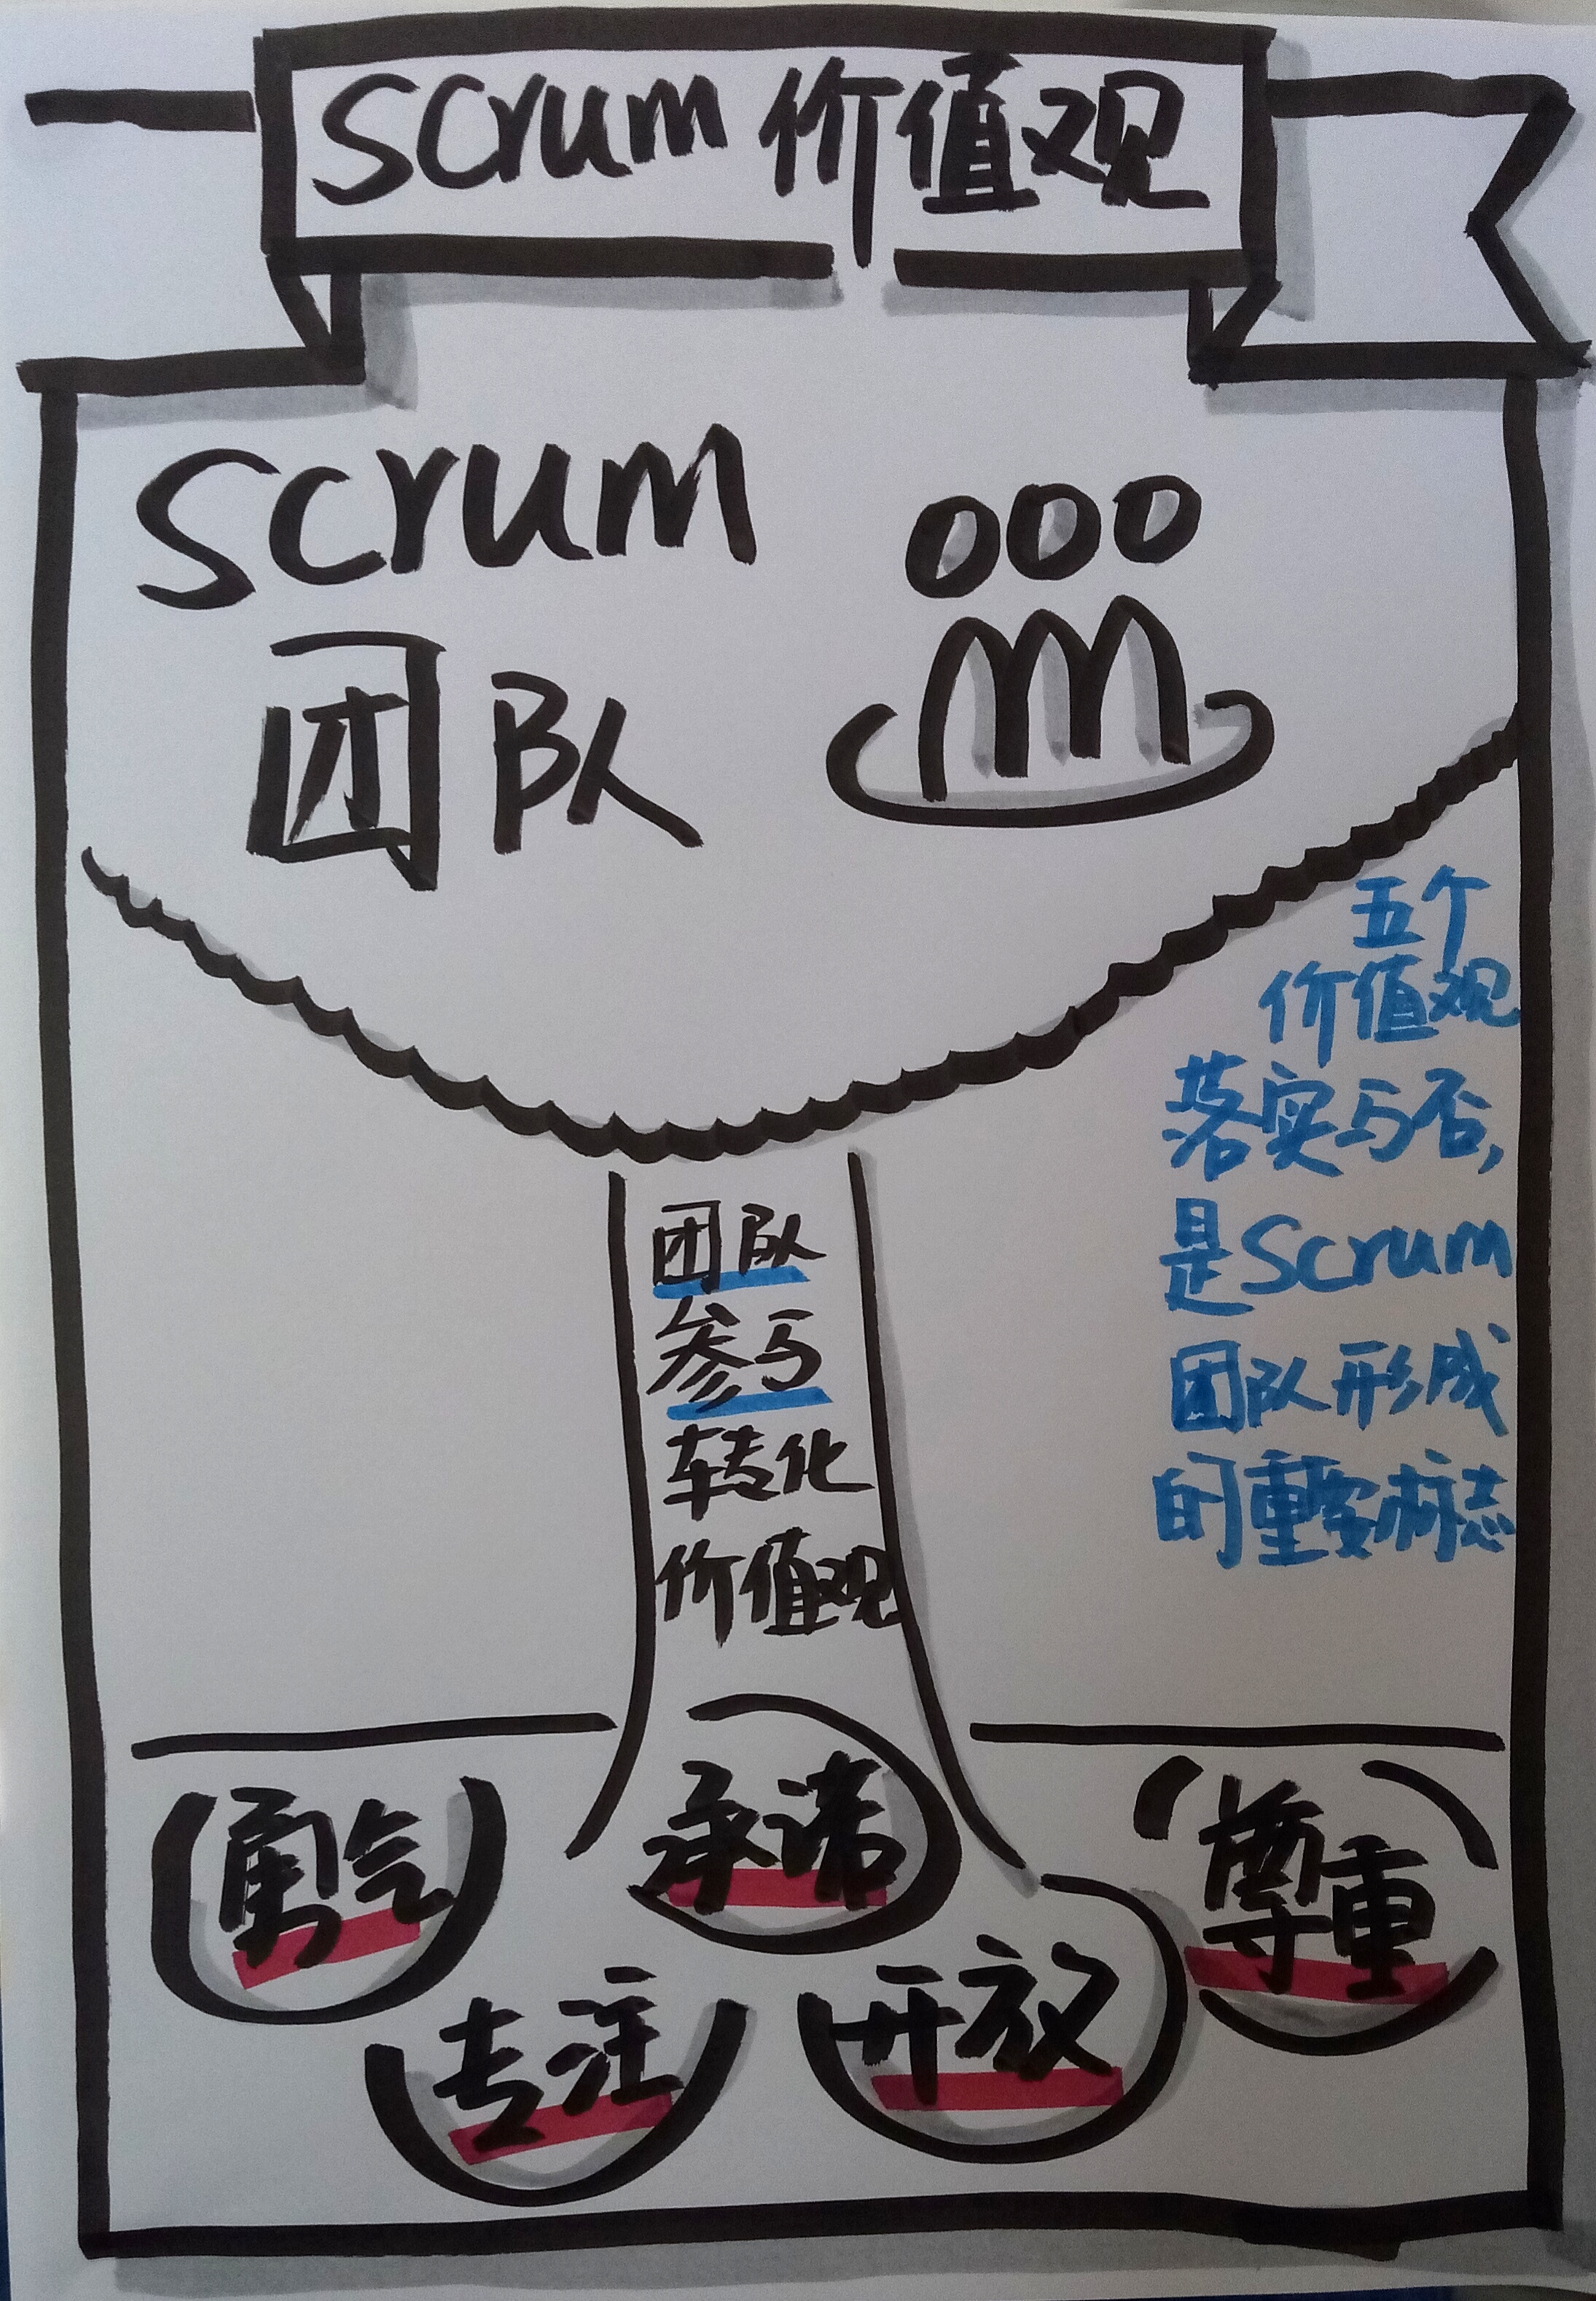 Scrum 价值观
Scrum
团队
五个
价值观
落实与否,
是Scrum
团队形成
的重要标志
团队
参与
转化
价值观
勇气
承诺
尊重
专注
开放